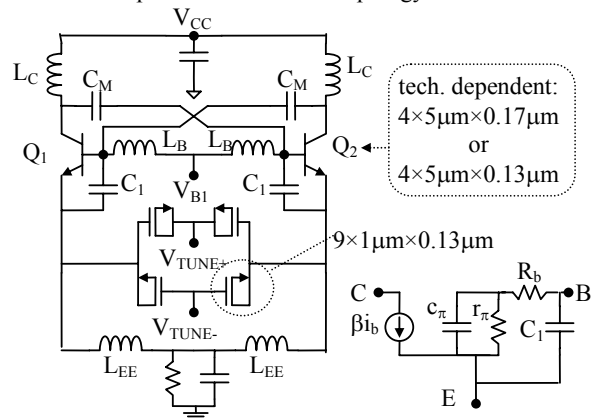 V_CC
L_C
C_M
C_M
L_C
tech. dependent:
4×5μm×0.17μm
or
4×5μm×0.13μm
Q_1
L_B
L_B
Q_2
C_1
V_B1
C_1
9×1μm×0.13μm
V_TUNE+
V_TUNE-
L_EE
L_EE
C
c_π
r_π
R_b
B
βi_b
C_1
E